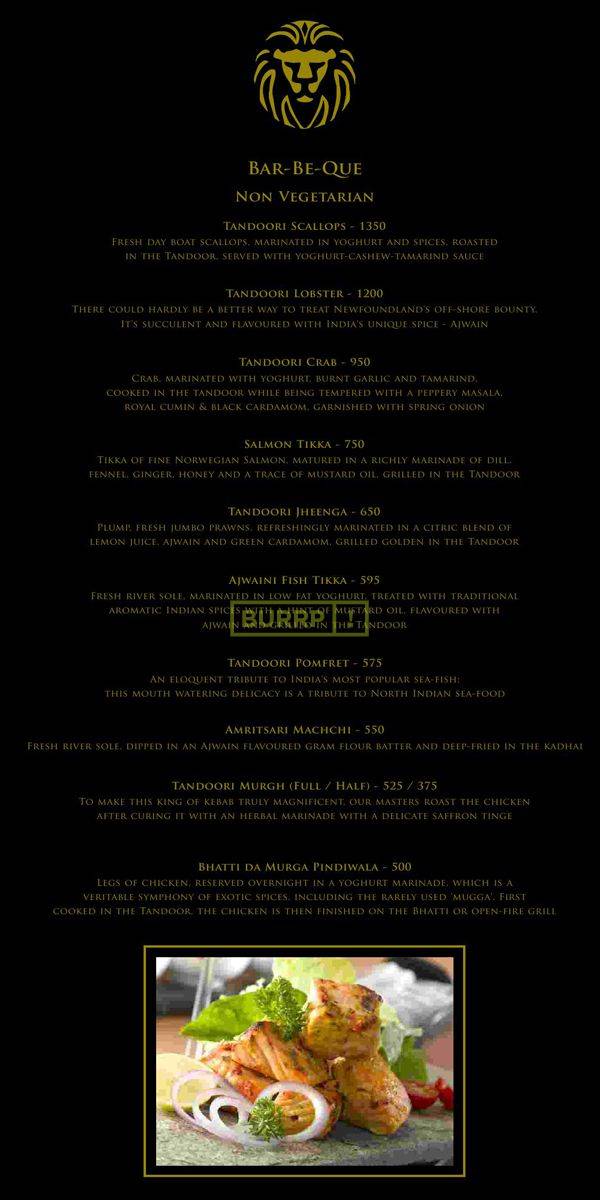 Bar-Be-Que
Non Vegetarian
Tandoori Scallops - 1350
Fresh day boat scallops, marinated in yoghurt and spices, roasted
in the Tandoor, served with yoghurt-cashew-tamarind sauce
Tandoori Lobster - 1200
There could hardly be a better way to treat Newfoundland's off-shore bounty.
It's succulent and flavoured with India's unique spice - Ajwain
Tandoori Crab - 950
Crab, marinated with yoghurt, burnt garlic and tamarind,
cooked in the tandoor while being tempered with a peppery masala,
royal cumin & black cardamom, garnished with spring onion
Salmon Tikka - 750
Tikka of fine Norwegian Salmon, matured in a richly marinade of dill,
fennel, ginger, honey and a trace of mustard oil, grilled in the Tandoor
Tandoori Jheenga - 650
Plump, fresh jumbo prawns, refreshingly marinated in a citric blend of
lemon juice, ajwain and green cardamom, grilled golden in the Tandoor
Ajwaini Fish Tikka - 595
Fresh river sole, marinated in low fat yoghurt, treated with traditional
aromatic Indian spices with a hint of mustard oil, flavoured with
ajwain and grilled in the Tandoor
BURRP!
Tandoori Pomfret - 575
An eloquent tribute to India's most popular sea-fish;
this mouth watering delicacy is a tribute to North Indian sea-food
Amritsari Machchi - 550
Fresh river sole, dipped in an Ajwain flavoured gram flour batter and deep-fried in the kadhai
Tandoori Murgh (Full / Half) - 525 / 375
To make this king of kebab truly magnificent, our masters roast the chicken
after curing it with an herbal marinade with a delicate saffron tinge
Bhatti da Murga Pindiwala - 500
Legs of chicken, reserved overnight in a yoghurt marinade, which is a
veritable symphony of exotic spices, including the rarely used 'mugga'. First
cooked in the Tandoor, the chicken is then finished on the Bhatti or open-fire grill